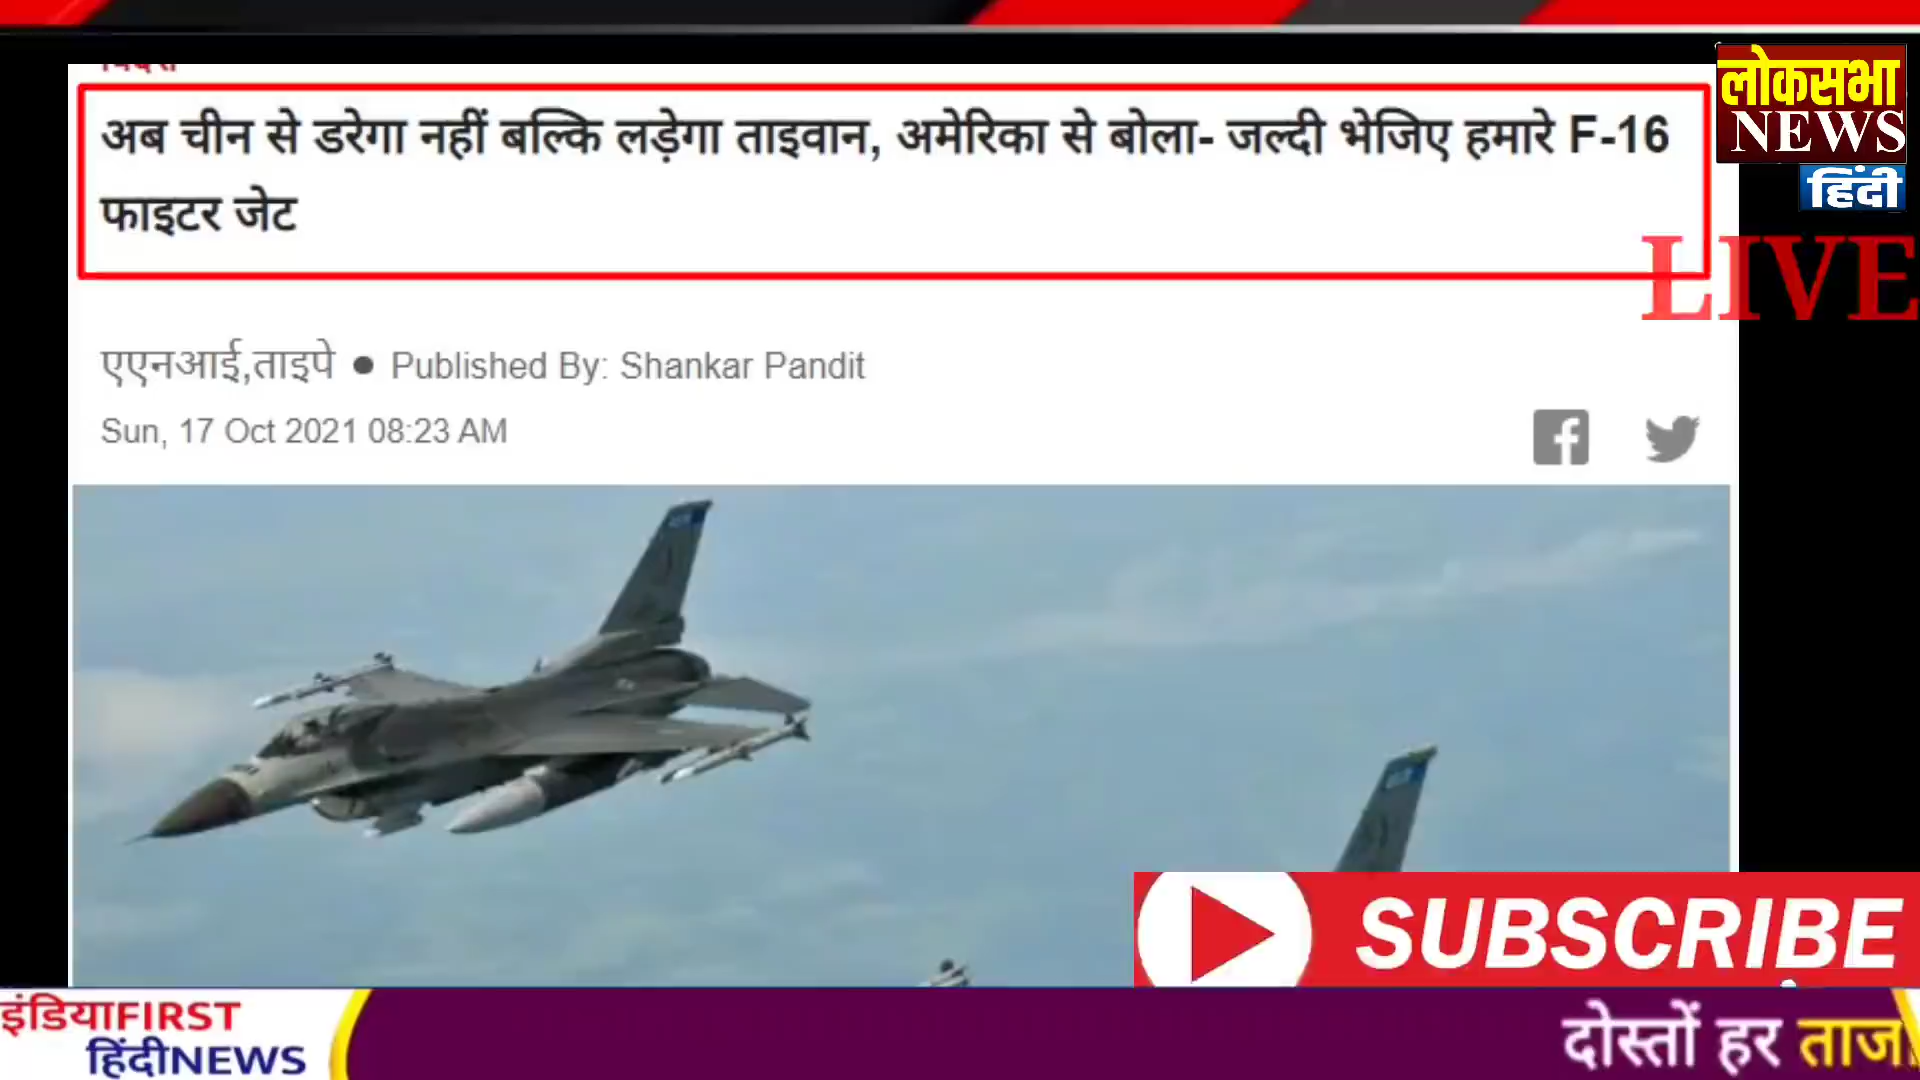 लोकसभा
NEWS
हिंदी
LIVE
अब चीन से डरेगा नहीं बल्कि लड़ेगा ताइवान, अमेरिका से बोला- जल्दी भेजिए हमारे F-16
फाइटर जेट
एएनआई,ताइपे ● Published By: Shankar Pandit
Sun, 17 Oct 2021 08:23 AM
SUBSCRIBE
इंडियाFIRST
हिंदीNEWS
दोस्तों हर ताजा